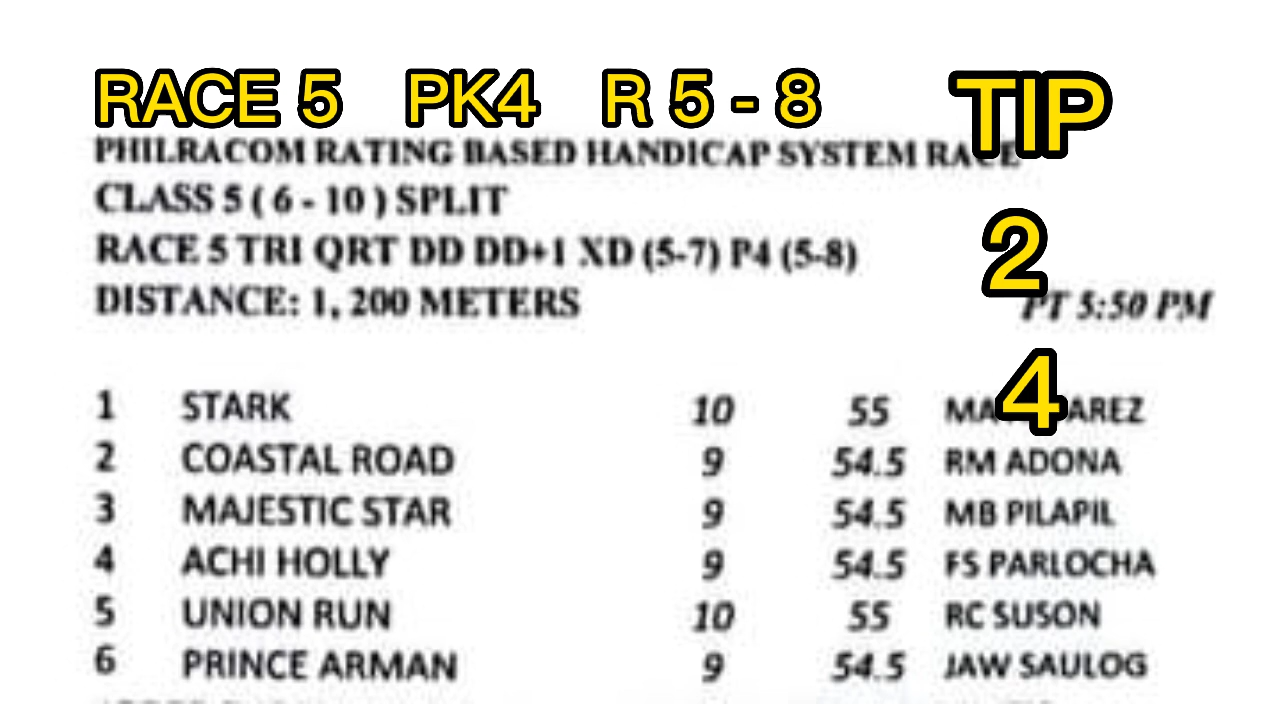 RACE 5 PK4 R 5 - 8 TIP
PHILRACOM RATING BASED HANDICAP SYSTEM RACE
CLASS 5 ( 6 - 10 ) SPLIT
2
RACE 5 TRI QRT DD DD+1 XD (5-7) P4 (5-8)
DISTANCE: 1, 200 METERS PT 5:50 PM
4
1 STARK 10 55
2 COASTAL ROAD 9 54.5 RM ADONA
3 MAJESTIC STAR 9 54.5 MB PILAPIL
4 ACHI HOLLY 9 54.5 FS PARLOCHA
5 UNION RUN 10 55 RC SUSON
6 PRINCE ARMAN 9 54.5 JAW SAULOG